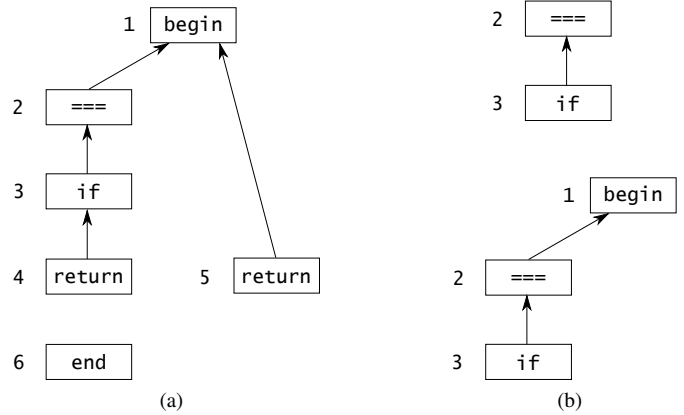 1 begin
2 ===
3 if
4 return
5 return
6 end
(a)
2 ===
3 if
1 begin
2 ===
3 if
(b)